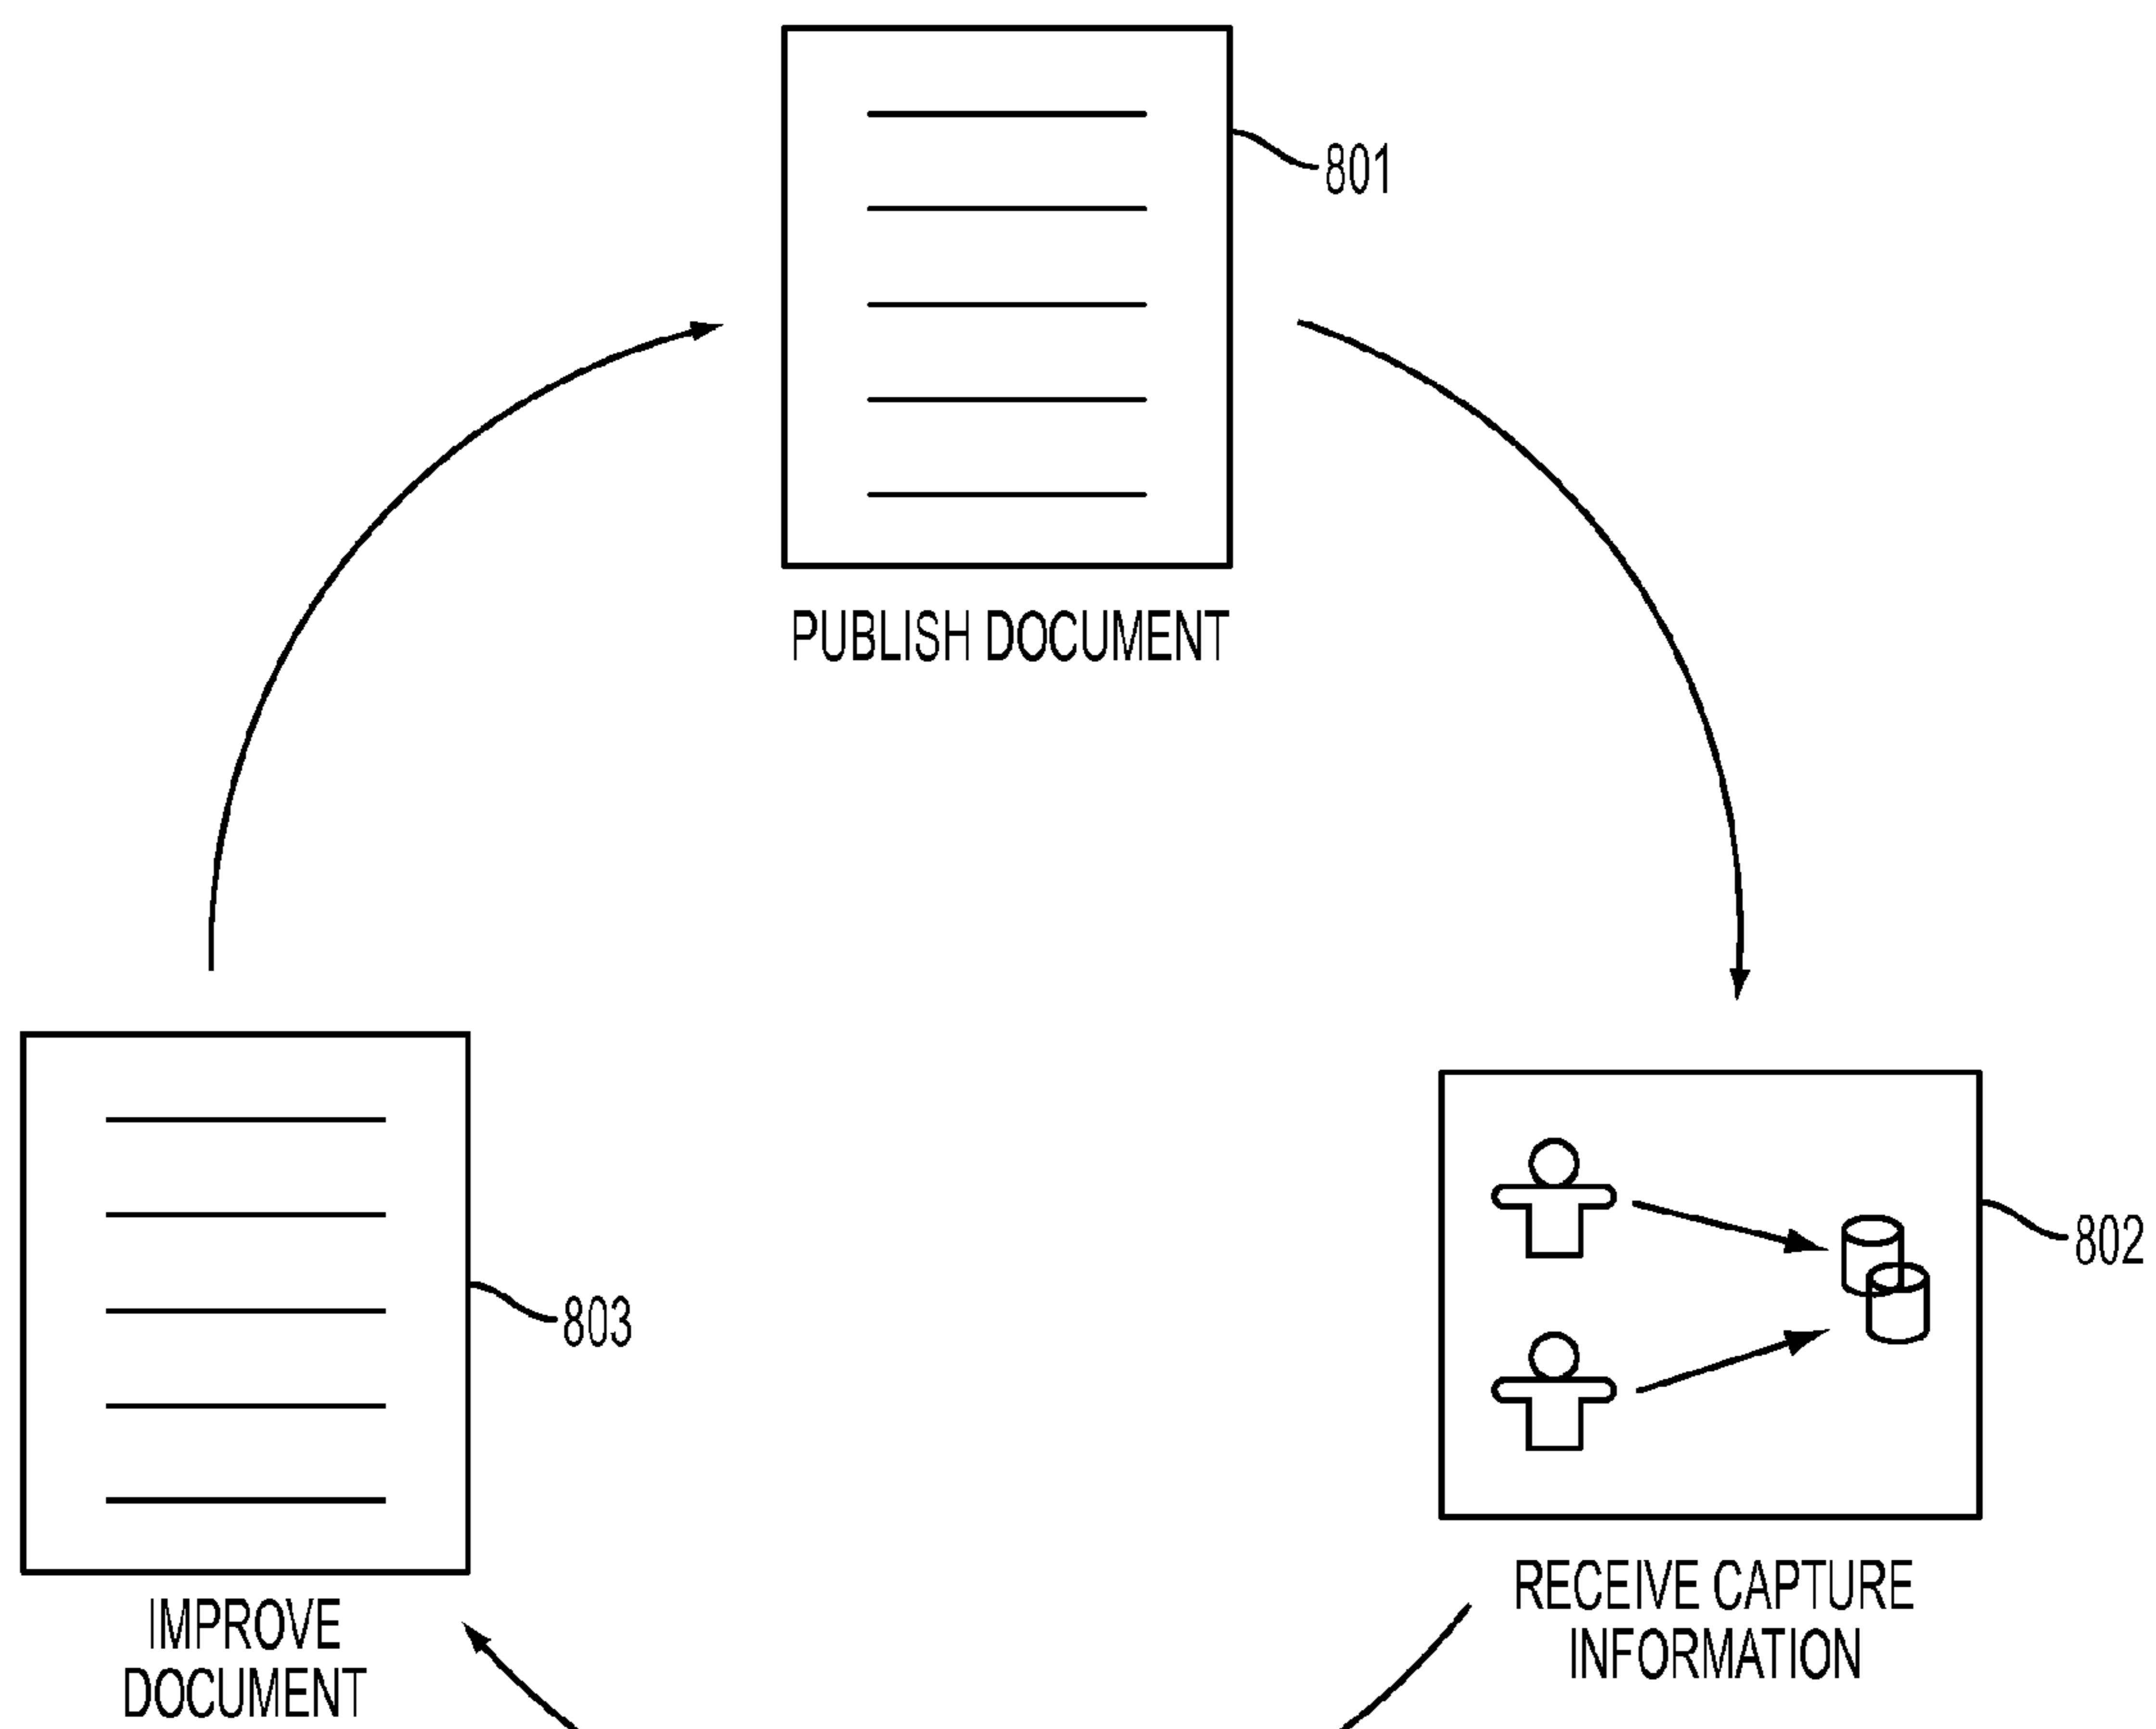 801
PUBLISH DOCUMENT
802
RECEIVE CAPTURE
INFORMATION
803
IMPROVE
DOCUMENT